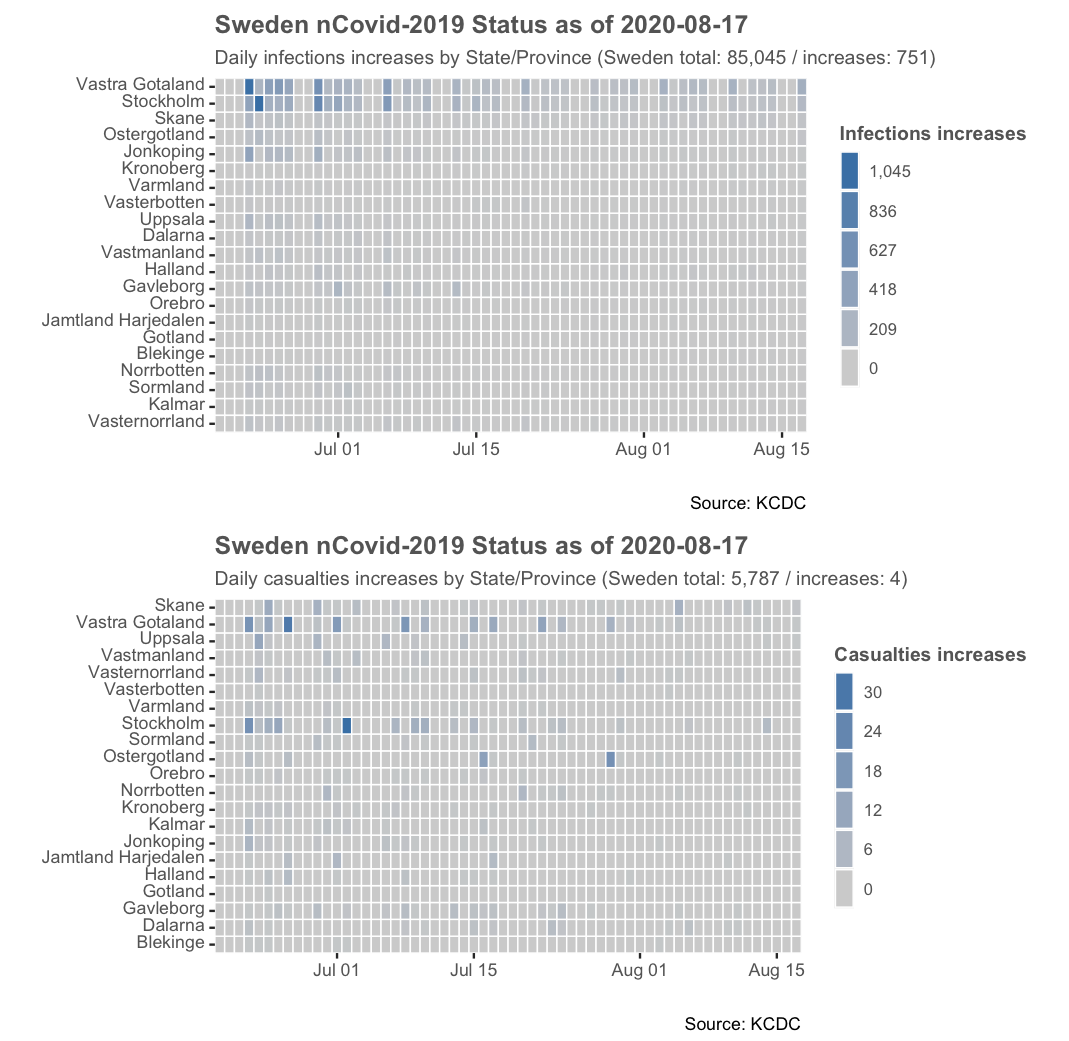 Sweden nCovid-2019 Status as of 2020-08-17
Daily infections increases by State/Province (Sweden total: 85,045 / increases: 751)
Vastra Gotaland
Stockholm
Skane
Ostergotland
Jonkoping
Kronoberg
Varmland
Vasterbotten
Uppsala
Dalarna
Vastmanland
Halland
Gavleborg
Orebro
Jamtland Harjedalen
Gotland
Blekinge
Norrbotten
Sormland
Kalmar
Vasternorrland
Jul 01
Jul 15
Aug 01
Aug 15
Infections increases
1,045
836
627
418
209
0
Source: KCDC
Sweden nCovid-2019 Status as of 2020-08-17
Daily casualties increases by State/Province (Sweden total: 5,787 / increases: 4)
Skane
Vastra Gotaland
Uppsala
Vastmanland
Vasternorrland
Vasterbotten
Varmland
Stockholm
Sormland
Ostergotland
Orebro
Norrbotten
Kronoberg
Kalmar
Jonkoping
Jamtland Harjedalen
Halland
Gotland
Gavleborg
Dalarna
Blekinge
Jul 01
Jul 15
Aug 01
Aug 15
Casualties increases
30
24
18
12
6
0
Source: KCDC